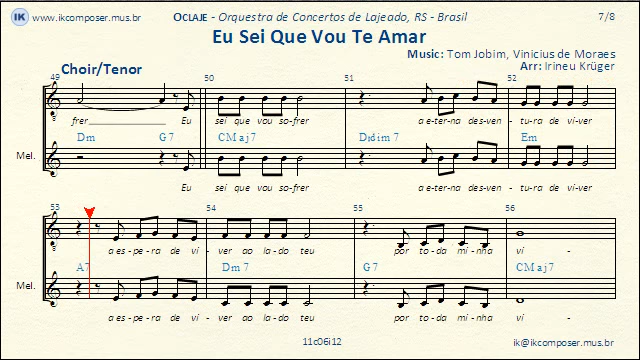 IK www.ikcomposer.mus.br OCLAJE - Orquestra de Concertos de Lajeado, RS - Brasil 7/8
Eu Sei Que Vou Te Amar
Music: Tom Jobim, Vinicius de Moraes
Arr: Irineu Krüger
Choir/Tenor
49 50 51 52
frer Eu sei que vou so-frer a e-ter-na des-ven - tu-ra de vi-ver
Dm G7 CMaj7 D♭dim7 Em
Mel.
Eu sei que vou so-frer a e-ter-na des-ven - tu-ra de vi-ver
53 54 55 56
a es-pe-ra de vi - ver ao la-do teu por to-da mi-nha vi -
A7 Dm7 G7 CMaj7
Mel.
a es-pe-ra de vi - ver ao la-do teu por to-da mi-nha vi
11c06i12 ik@ikcomposer.mus.br